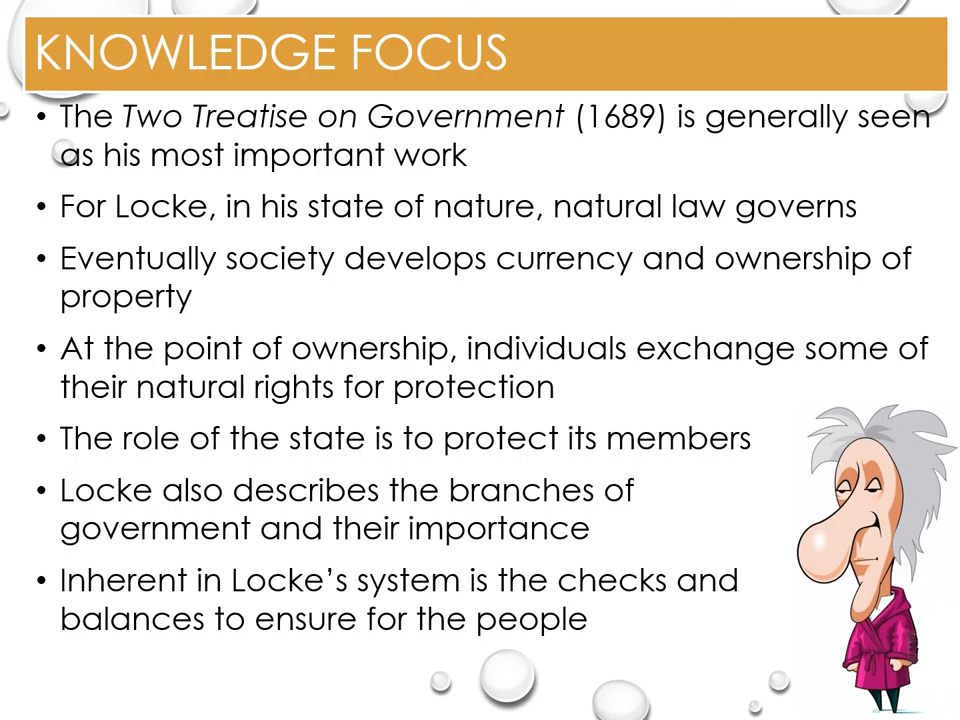 KNOWLEDGE FOCUS
• The Two Treatise on Government (1689) is generally seen
as his most important work
• For Locke, in his state of nature, natural law governs
• Eventually society develops currency and ownership of
property
• At the point of ownership, individuals exchange some of
their natural rights for protection
• The role of the state is to protect its members
• Locke also describes the branches of
government and their importance
• Inherent in Locke’s system is the checks and
balances to ensure for the people